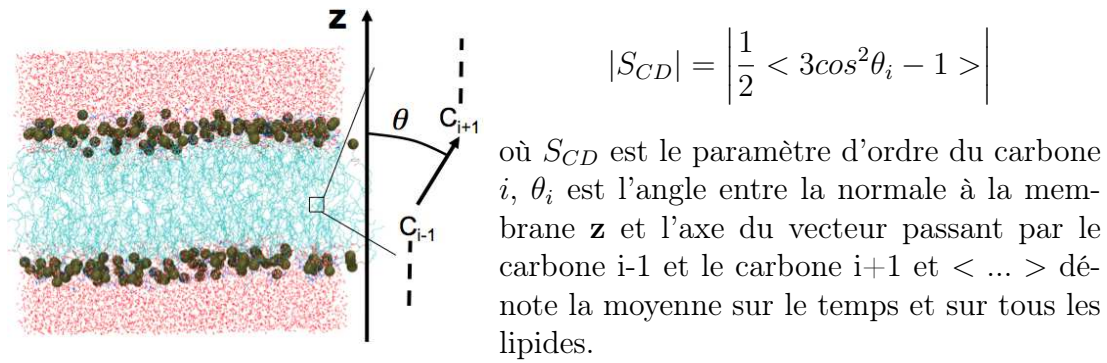 z
θ
C_{i+1}
C_{i-1}
|S_{CD}| = |\frac{1}{2} < 3cos^2θ_i − 1 >|
où S_{CD} est le paramètre d'ordre du carbone
i, θ_i est l'angle entre la normale à la mem-
brane z et l'axe du vecteur passant par le
carbone i-1 et le carbone i+1 et < ... > dé-
note la moyenne sur le temps et sur tous les
lipides.